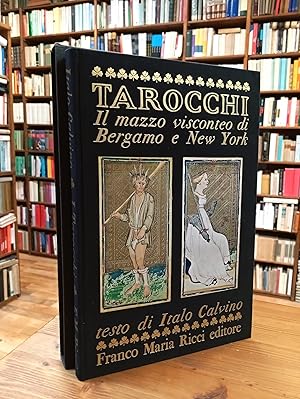 TAROCCHI
Il mazzo visconteo di
Bergamo e New York
testo di Italo Calvino
Franco Maria Ricci editore